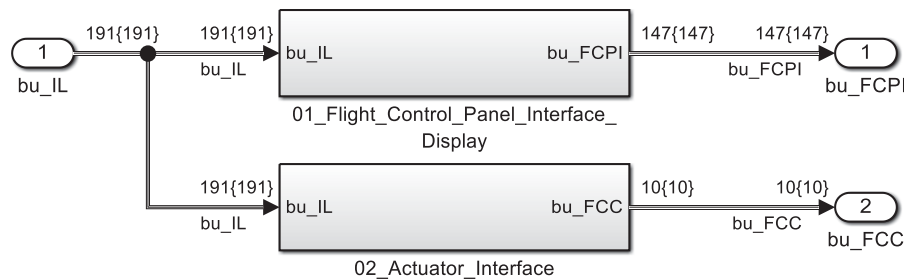 191{191} 191{191} 147{147} 147{147}
1 bu_IL bu_FCPI 1
bu_IL bu_IL bu_FCPI bu_FCPI
01_Flight_Control_Panel_Interface_
Display
191{191} 10{10} 10{10}
bu_IL bu_FCC 2
bu_IL bu_FCC bu_FCC
02_Actuator_Interface